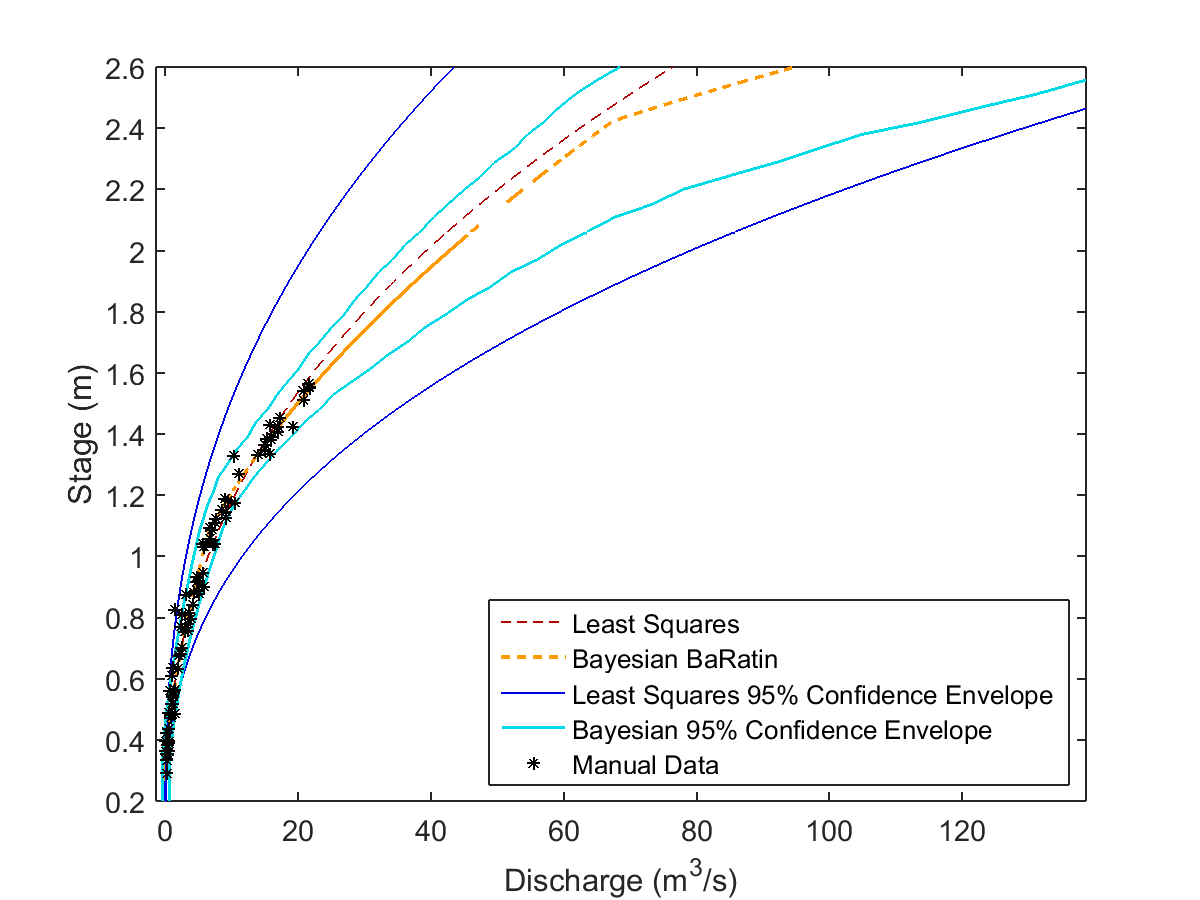 2.6
2.4
2.2
2
1.8
1.6
1.4
1.2
1
0.8
0.6
0.4
0.2
Stage (m)
Least Squares
Bayesian BaRatin
Least Squares 95% Confidence Envelope
Bayesian 95% Confidence Envelope
Manual Data
0 20 40 60 80 100 120
Discharge (m³/s)